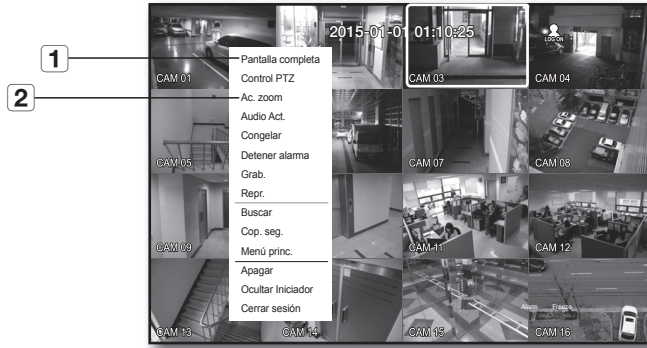 2015-01-01 01:10:25
LOG ON
1
Pantalla completa
CAM 01
CAM 03
CAM 04
Control PTZ
2
Ac. zoom
Audio Act.
Congelar
Detener alarma
CAM 05
CAM 07
CAM 08
Grab.
Repr.
Buscar
Cop. seg.
Menú princ.
CAM 09
CAM 11
CAM 12
Apagar
Ocultar Iniciador
Cerrar sesión
Alarm Freeze
CAM 13
CAM 14
CAM 15
CAM 16